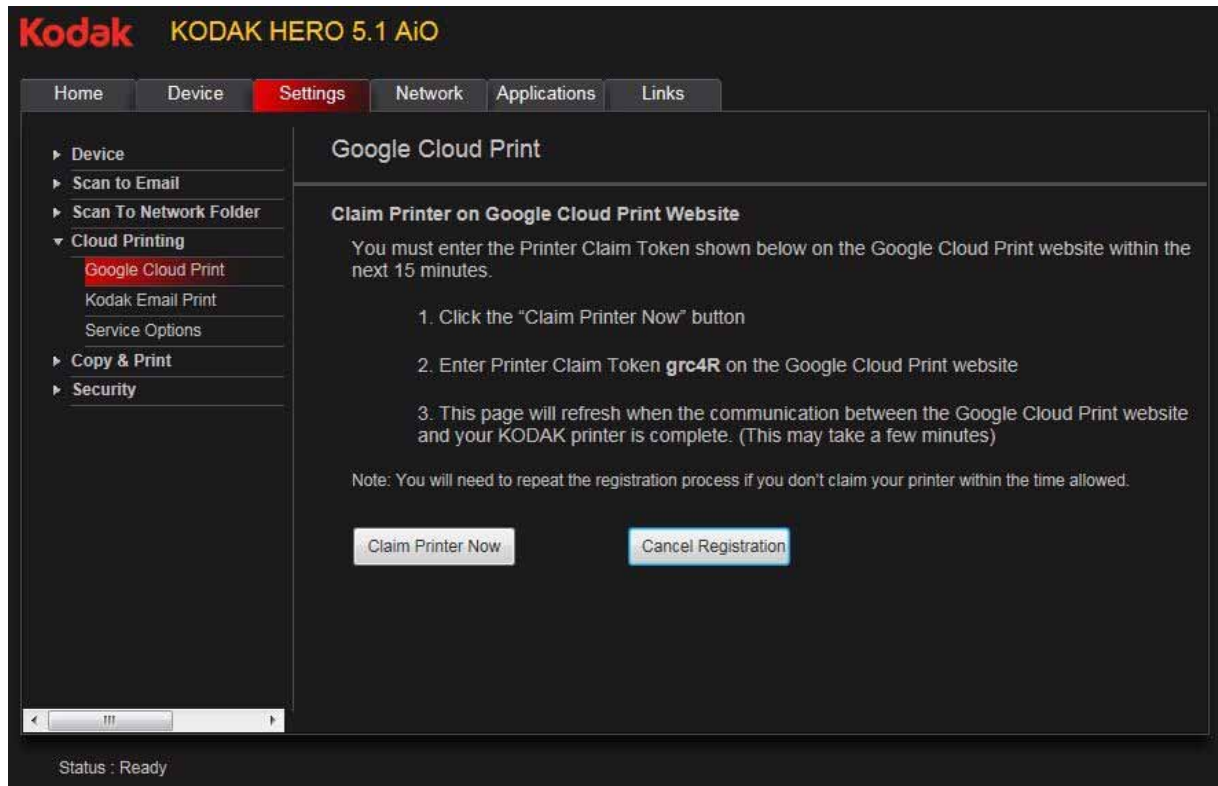 Kodak KODAK HERO 5.1 AiO
Home Device Settings Network Applications Links
Device
Scan to Email
Scan To Network Folder
Cloud Printing
Google Cloud Print
Kodak Email Print
Service Options
Copy & Print
Security
Google Cloud Print
Claim Printer on Google Cloud Print Website
You must enter the Printer Claim Token shown below on the Google Cloud Print website within the
next 15 minutes.
1. Click the “Claim Printer Now” button
2. Enter Printer Claim Token grc4R on the Google Cloud Print website
3. This page will refresh when the communication between the Google Cloud Print website
and your KODAK printer is complete. (This may take a few minutes)
Note: You will need to repeat the registration process if you don't claim your printer within the time allowed.
Claim Printer Now Cancel Registration
Status : Ready